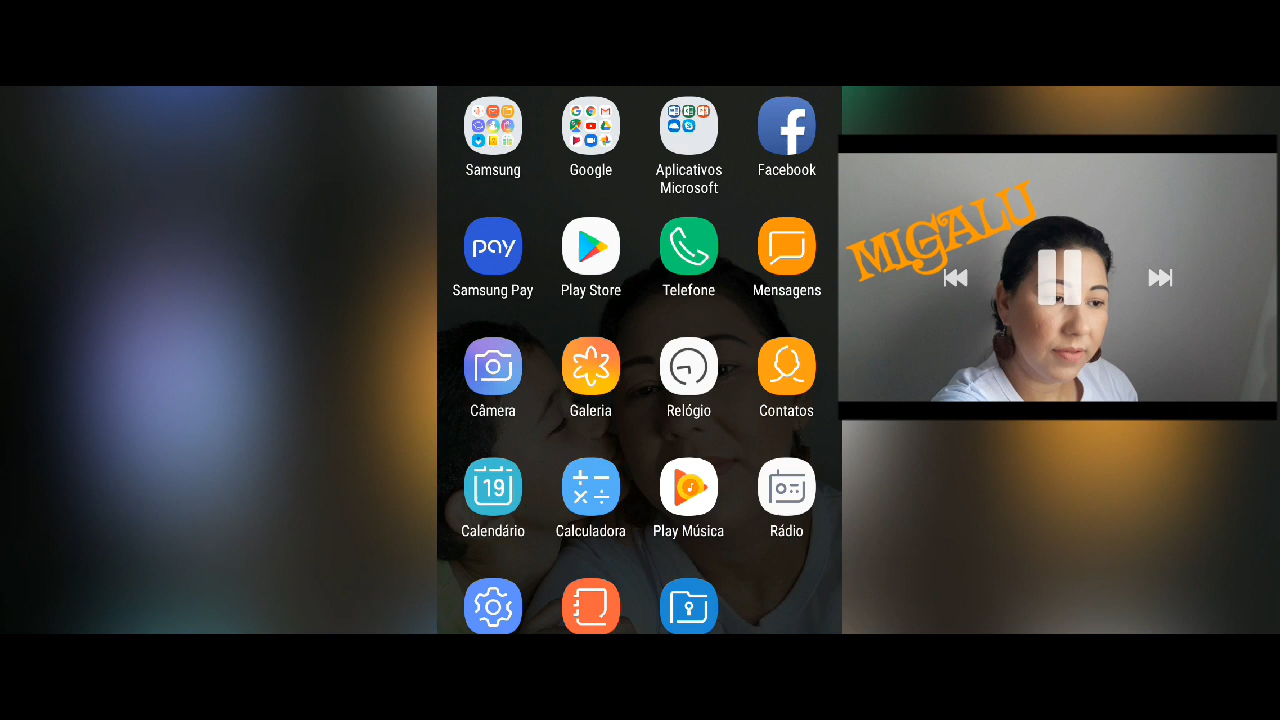 Samsung
Google
Aplicativos
Microsoft
Facebook
pay
Samsung Pay
Play Store
Telefone
Mensagens
MIGALU
Câmera
Galeria
Relógio
Contatos
19
Calendário
Calculadora
Play Música
Rádio